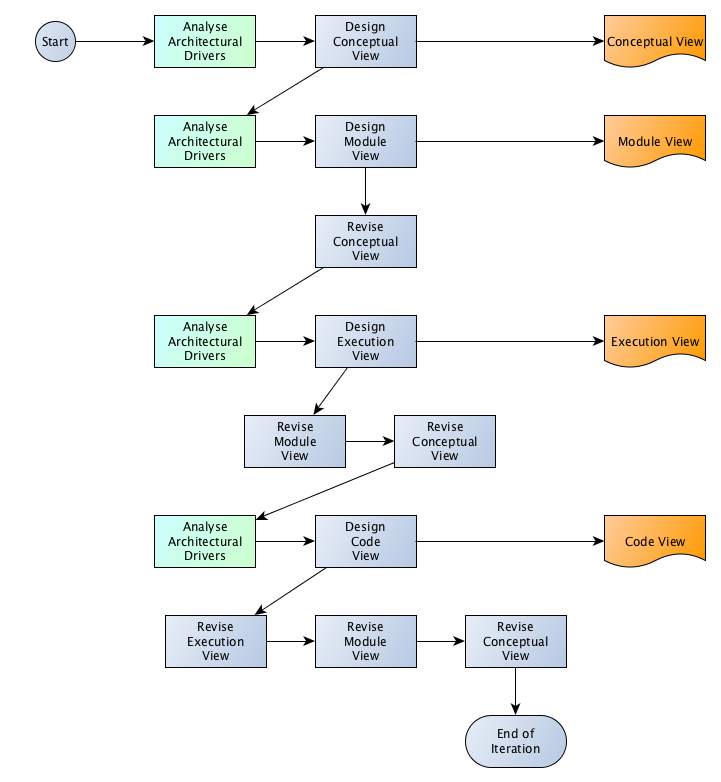 Start
Analyse
Architectural
Drivers
Design
Conceptual
View
Conceptual View
Analyse
Architectural
Drivers
Design
Module
View
Module View
Revise
Conceptual
View
Analyse
Architectural
Drivers
Design
Execution
View
Execution View
Revise
Module
View
Revise
Conceptual
View
Analyse
Architectural
Drivers
Design
Code
View
Code View
Revise
Execution
View
Revise
Module
View
Revise
Conceptual
View
End of
Iteration